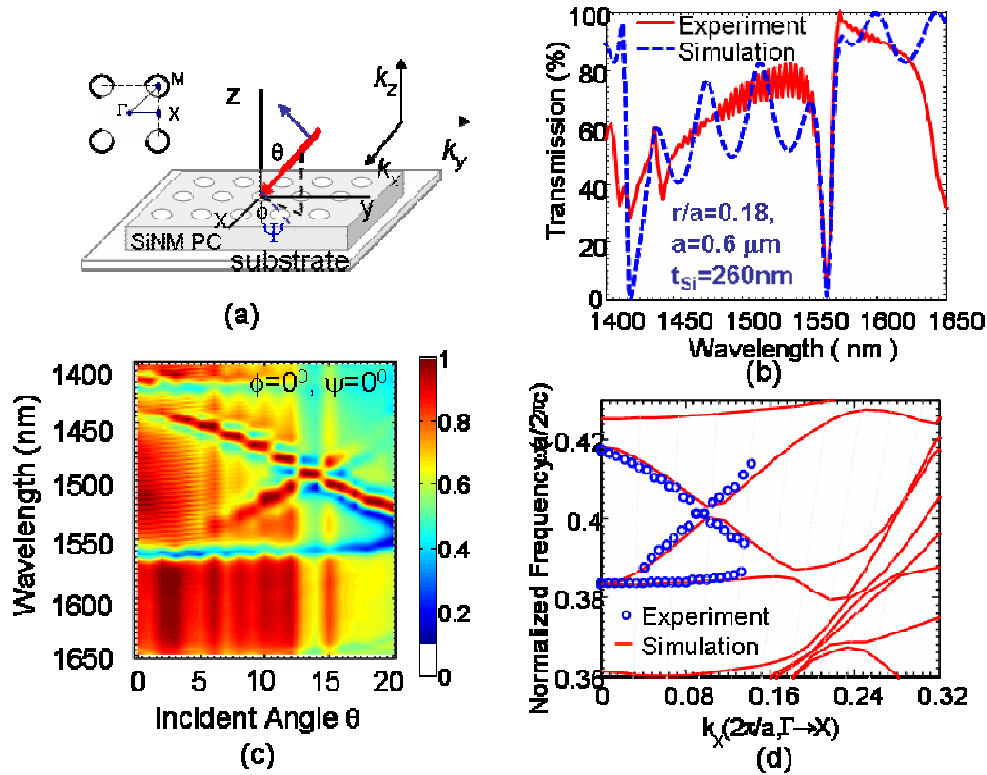 M
Γ
X
z
θ
k_z
k_y
k_x
y
X
φ
Ψ
SiNM PC
substrate
(a)
Transmission (%)
100
80
60
40
20
0
Experiment
Simulation
r/a=0.18,
a=0.6 μm
t_Si=260nm
1400 1450 1500 1550 1600 1650
Wavelength ( nm )
(b)
Wavelength (nm)
1400
1450
1500
1550
1600
1650
ϕ=0⁰, ψ=0⁰
0 5 10 15 20
Incident Angle θ
1
0.8
0.6
0.4
0.2
0
(c)
Normalized Frequency,a/2πc
0.42
0.4
0.38
0.36
Experiment
Simulation
0 0.08 0.16 0.24 0.32
k_X(2π/a,Γ→X)
(d)